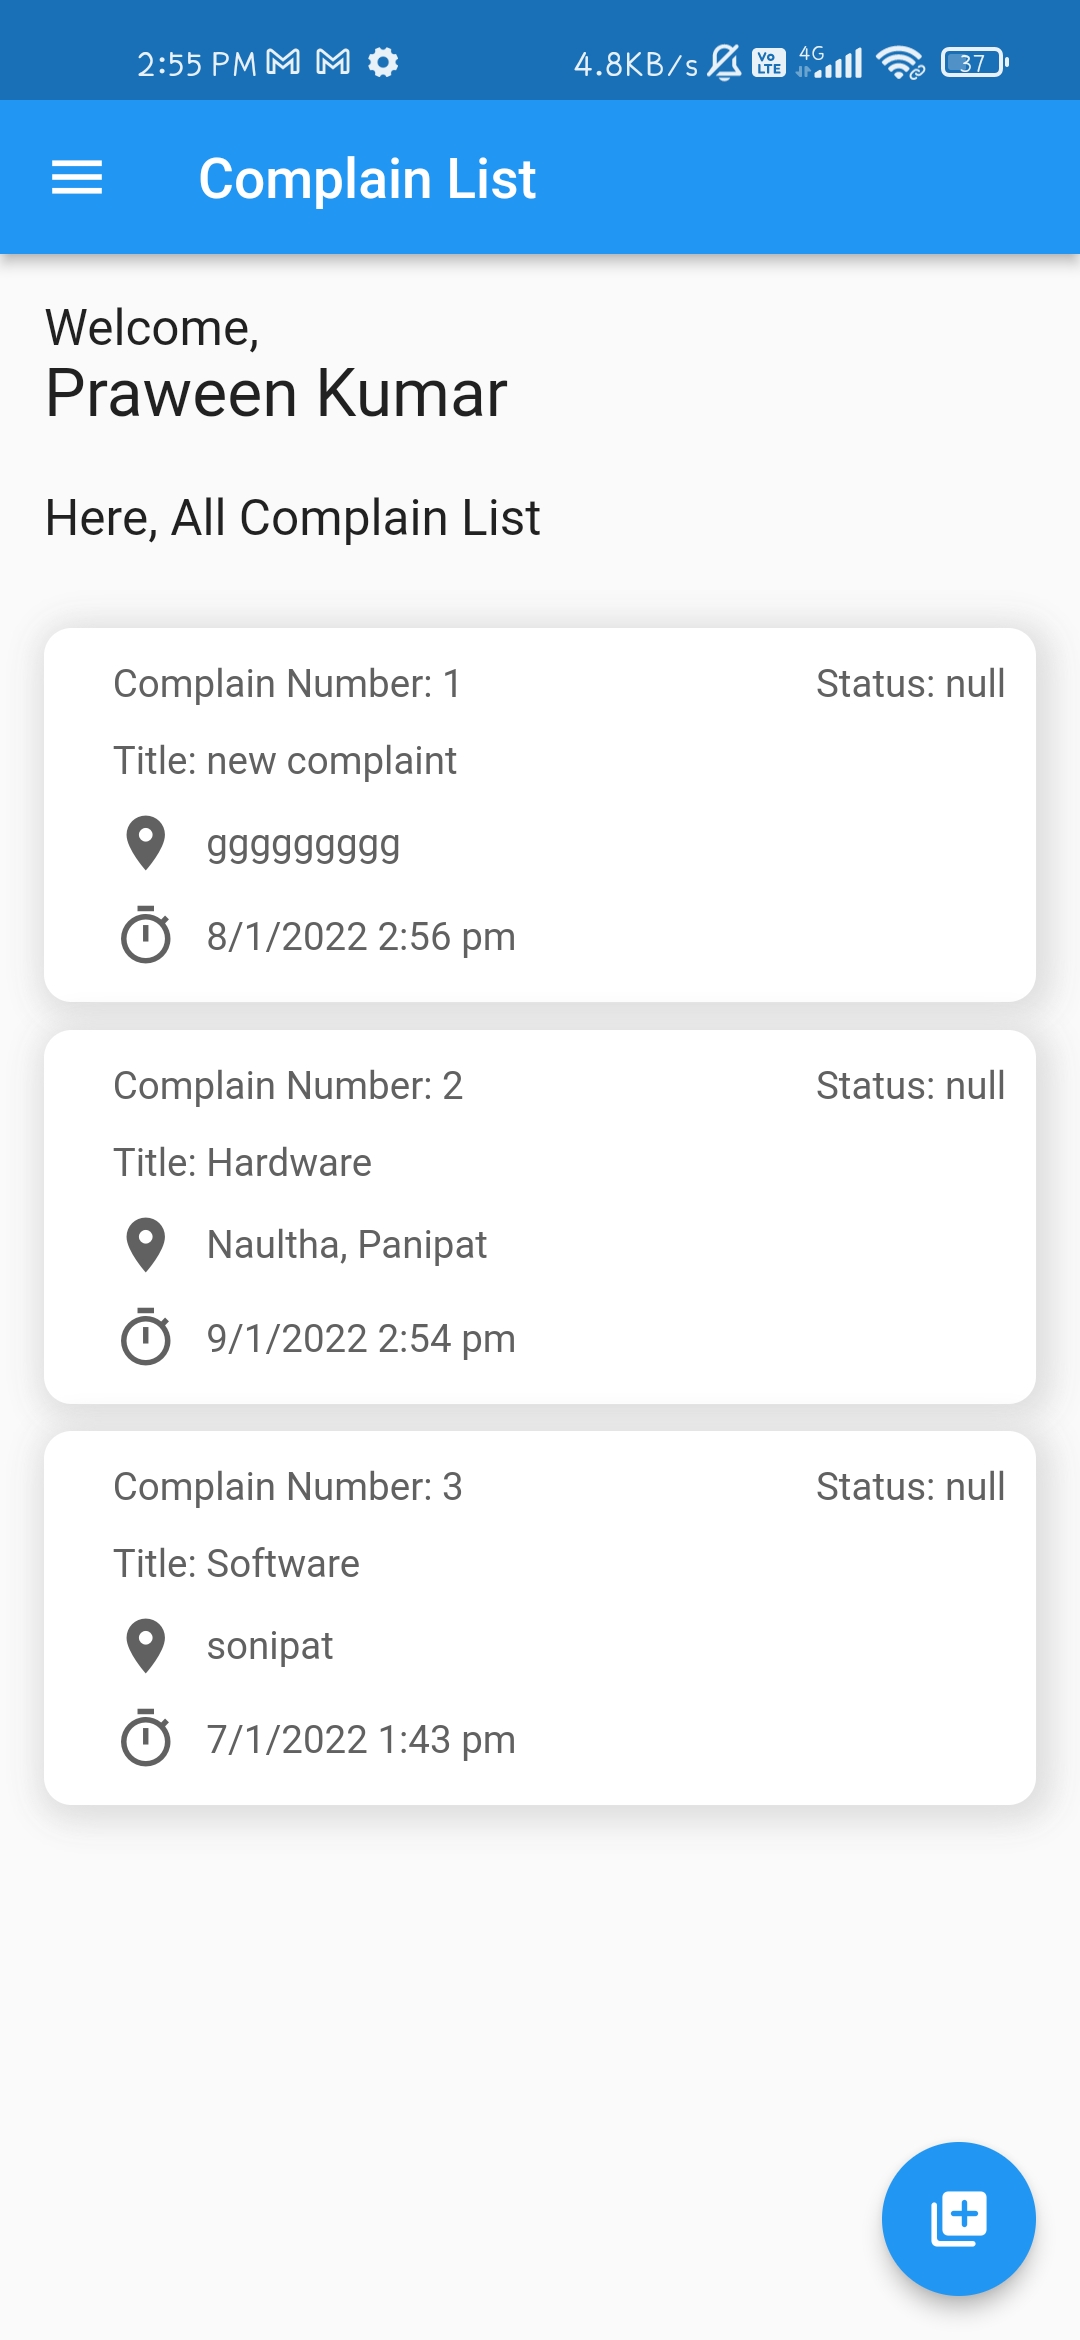 2:55 PM 4.8KB/s Vo LTE 4G 37
Complain List
Welcome,
Praween Kumar
Here, All Complain List
Complain Number: 1 Status: null
Title: new complaint
ggggggggg
8/1/2022 2:56 pm
Complain Number: 2 Status: null
Title: Hardware
Naultha, Panipat
9/1/2022 2:54 pm
Complain Number: 3 Status: null
Title: Software
sonipat
7/1/2022 1:43 pm